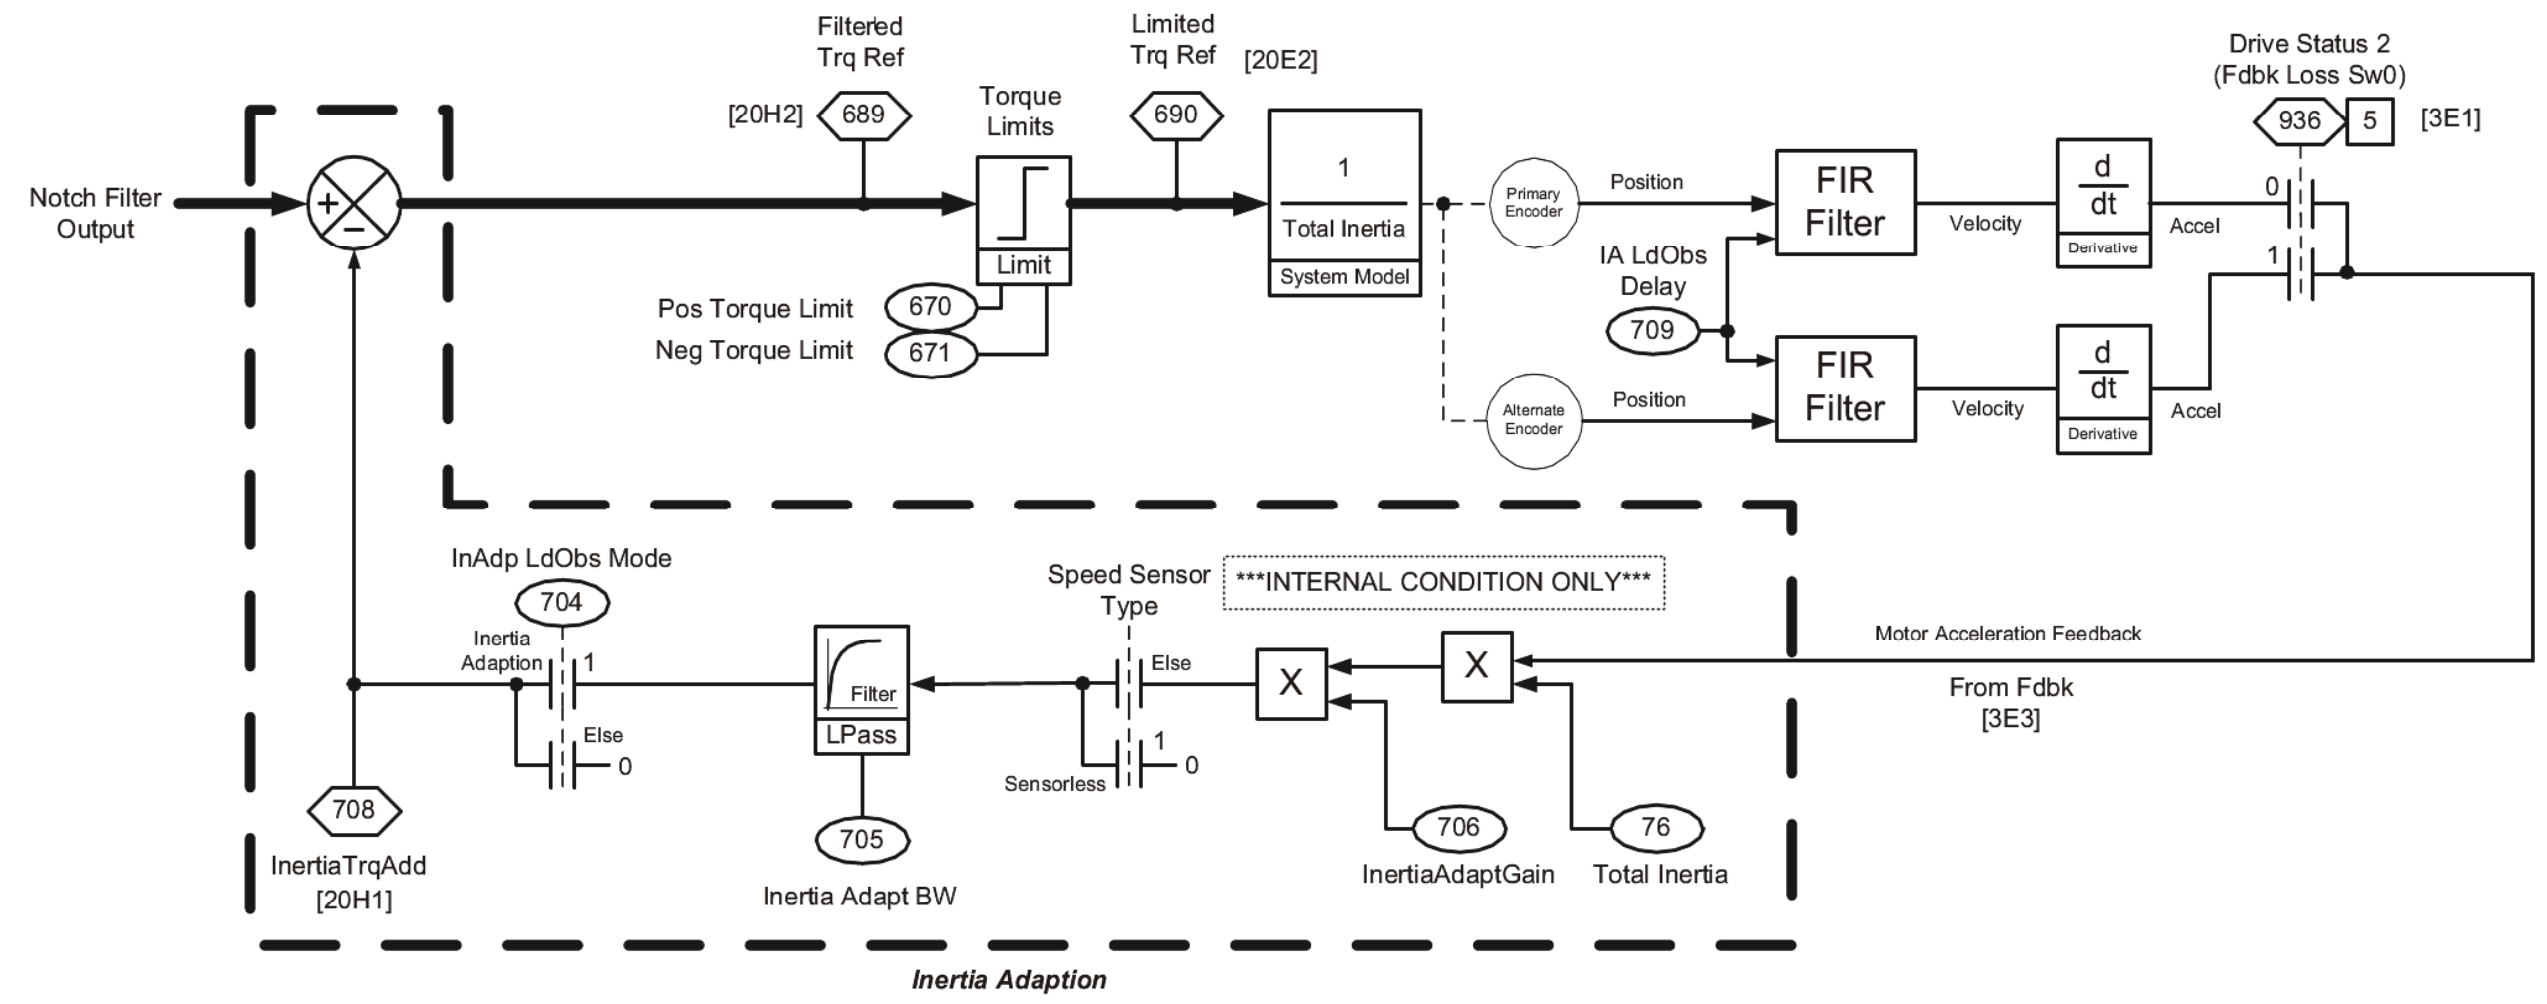 Filtered
Trq Ref
Limited
Trq Ref
[20E2]
Drive Status 2
(Fdbk Loss Sw0)
[20H2]
689
Torque
Limits
690
936
5
[3E1]
Notch Filter
Output
+
–
Limit
1
Total Inertia
System Model
Primary
Encoder
Position
FIR
Filter
Velocity
d
dt
Derivative
Accel
0
1
Pos Torque Limit
670
Neg Torque Limit
671
IA LdObs
Delay
709
Alternate
Encoder
Position
FIR
Filter
Velocity
d
dt
Derivative
Accel
InAdp LdObs Mode
704
Inertia
Adaption
1
Else
0
Filter
LPass
705
Inertia Adapt BW
Speed Sensor
Type
Else
1
0
Sensorless
***INTERNAL CONDITION ONLY***
X
X
Motor Acceleration Feedback
From Fdbk
[3E3]
706
InertiaAdaptGain
76
Total Inertia
708
InertiaTrqAdd
[20H1]
Inertia Adaption